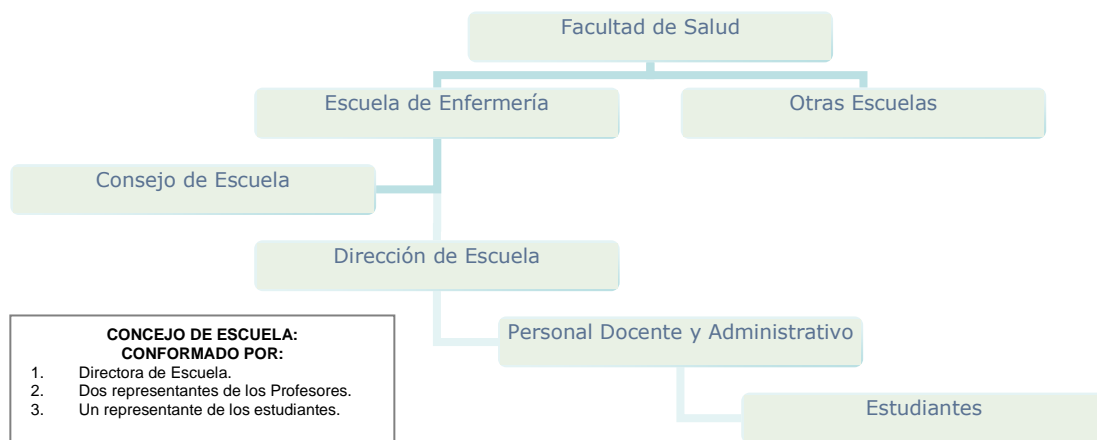 Facultad de Salud
Escuela de Enfermería
Otras Escuelas
Consejo de Escuela
Dirección de Escuela
Personal Docente y Administrativo
Estudiantes
CONCEJO DE ESCUELA:
CONFORMADO POR:
1. Directora de Escuela.
2. Dos representantes de los Profesores.
3. Un representante de los estudiantes.